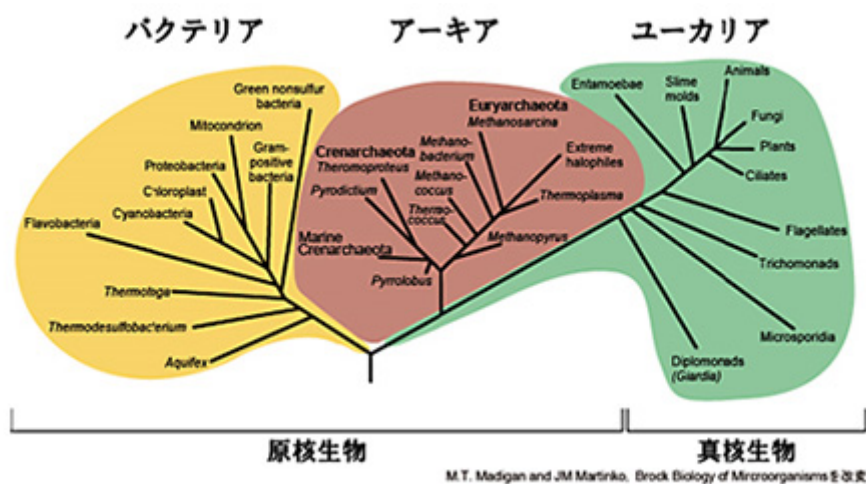 バクテリア
アーキア
ユーカリア
Green nonsulfur
bacteria
Mitocondrion
Gram-
positive
bacteria
Proteobacteria
Chloroplast
Cyanobacteria
Flavobacteria
Thermotoga
Thermodesulfobacterium
Aquifex
Euryarchaeota
Methanosarcina
Crenarchaeota
Theromoproteus
Methano-
bacterium
Extreme
halophiles
Pyrodictium
Methano-
coccus
Thermoplasma
Thermo-
coccus
Marine
Crenarchaeota
Methanopyrus
Pyrrolobus
Entamoebae
Slime
molds
Animals
Fungi
Plants
Ciliates
Flagellates
Trichomonads
Microsporidia
Diplomonads
(Giardia)
原核生物
真核生物
M.T. Madigan and JM Martinko, Brock Biology of Mircroorganismsを改変